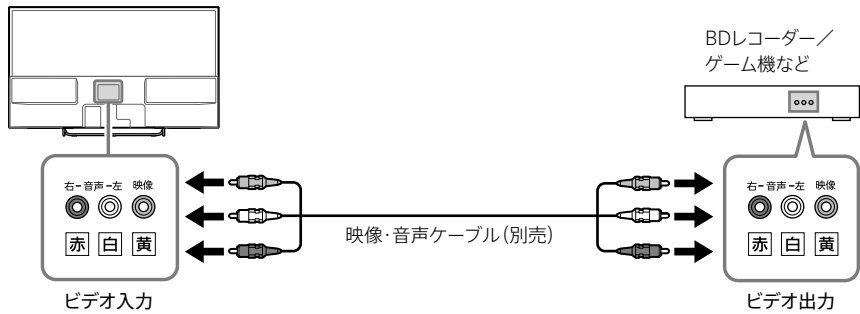 BDレコーダー／
ゲーム機など
右-音声-左 映像
赤 白 黄
ビデオ入力
映像･音声ケーブル(別売)
右-音声-左 映像
赤 白 黄
ビデオ出力